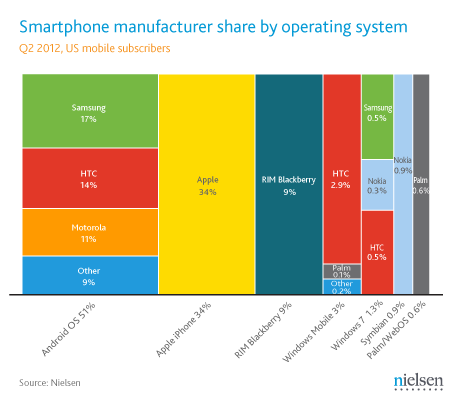 Smartphone manufacturer share by operating system
Q2 2012, US mobile subscribers
Samsung
17%
HTC
14%
Motorola
11%
Other
9%
Apple
34%
RIM Blackberry
9%
HTC
2.9%
Palm
0.1%
Other
0.2%
Samsung
0.5%
Nokia
0.3%
HTC
0.5%
Nokia
0.9%
Palm
0.6%
Android OS 51%
Apple iPhone 34%
RIM Blackberry 9%
Windows Mobile 3%
Windows 7 1.3%
Symbian 0.9%
Palm/WebOS 0.6%
Source: Nielsen
nielsen